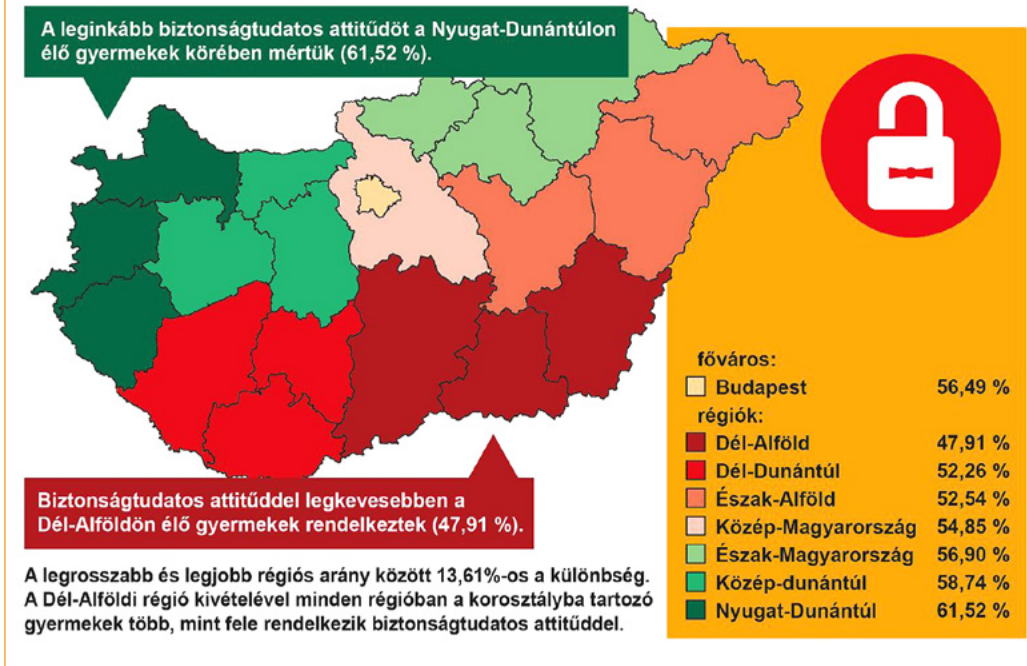 A leginkább biztonságtudatos attitűdöt a Nyugat-Dunántúlon
élő gyermekek körében mértük (61,52 %).
főváros:
Budapest 56,49 %
régiók:
Dél-Alföld 47,91 %
Dél-Dunántúl 52,26 %
Észak-Alföld 52,54 %
Közép-Magyarország 54,85 %
Észak-Magyarország 56,90 %
Közép-dunántúl 58,74 %
Nyugat-Dunántúl 61,52 %
Biztonságtudatos attitűddel legkevesebben a
Dél-Alföldön élő gyermekek rendelkeztek (47,91 %).
A legrosszabb és legjobb régiós arány között 13,61%-os a különbség.
A Dél-Alföldi régió kivételével minden régióban a korosztályba tartozó
gyermekek több, mint fele rendelkezik biztonságtudatos attitűddel.